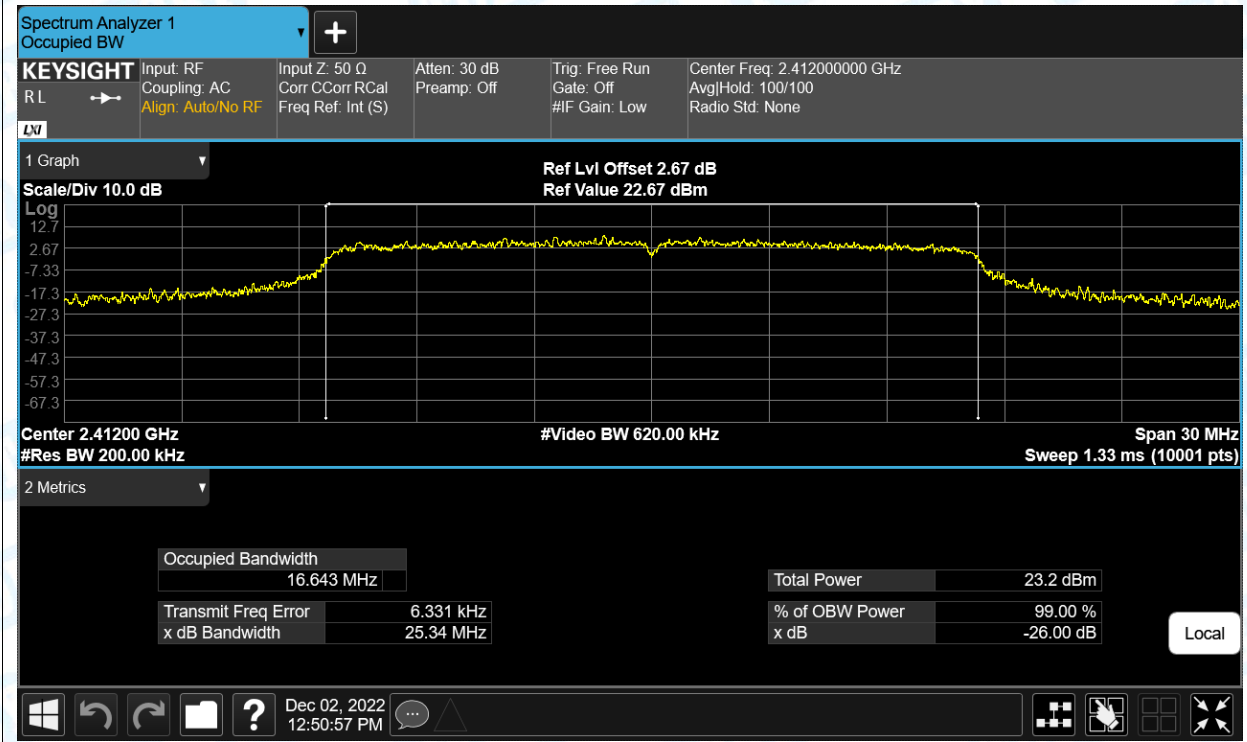 Spectrum Analyzer 1
Occupied BW
KEYSIGHT
R L
LXI
Input: RF
Coupling: AC
Align: Auto/No RF
Input Z: 50 Ω
Corr CCorr RCal
Freq Ref: Int (S)
Atten: 30 dB
Preamp: Off
Trig: Free Run
Gate: Off
#IF Gain: Low
Center Freq: 2.412000000 GHz
Avg|Hold: 100/100
Radio Std: None
1 Graph
Scale/Div 10.0 dB
Ref Lvl Offset 2.67 dB
Ref Value 22.67 dBm
Log
12.7
2.67
-7.33
-17.3
-27.3
-37.3
-47.3
-57.3
-67.3
Center 2.41200 GHz
#Video BW 620.00 kHz
Span 30 MHz
#Res BW 200.00 kHz
Sweep 1.33 ms (10001 pts)
2 Metrics
Occupied Bandwidth
16.643 MHz
Total Power 23.2 dBm
Transmit Freq Error 6.331 kHz
% of OBW Power 99.00 %
x dB Bandwidth 25.34 MHz
x dB -26.00 dB
Local
?
Dec 02, 2022
12:50:57 PM